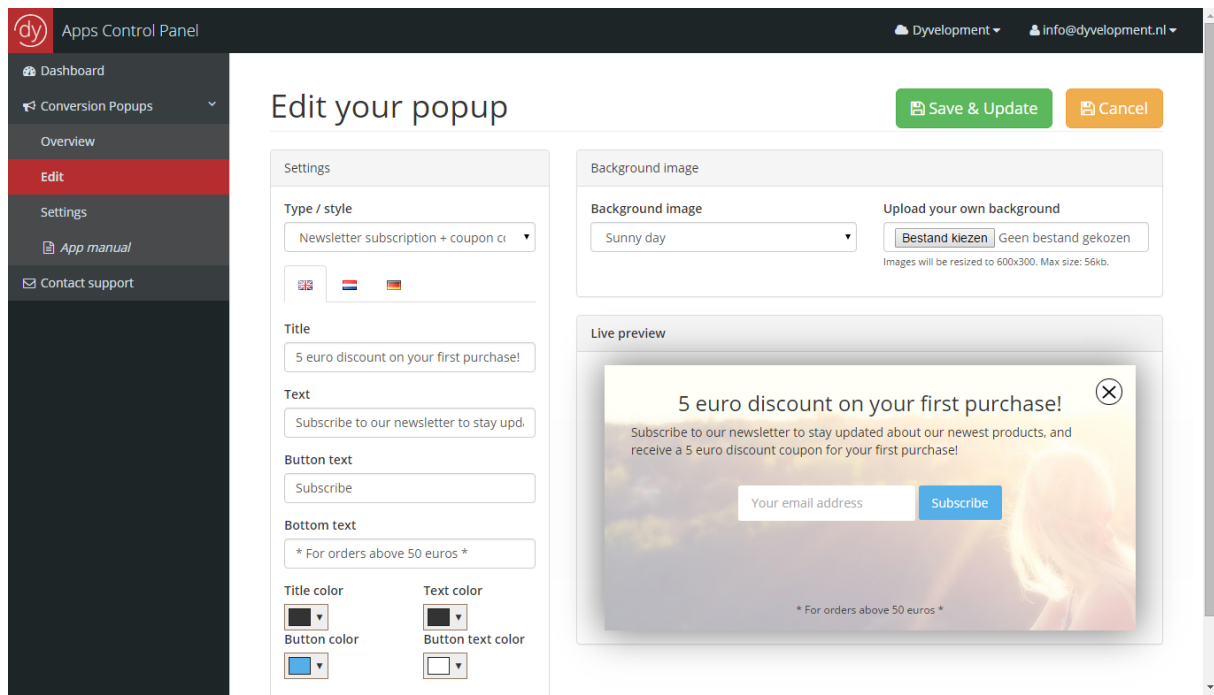 dy Apps Control Panel
Dyvelopment
info@dyvelopment.nl
Dashboard
Conversion Popups
Overview
Edit
Settings
App manual
Contact support
Edit your popup
Save & Update
Cancel
Settings
Type / style
Newsletter subscription + coupon co
Title
5 euro discount on your first purchase!
Text
Subscribe to our newsletter to stay upda
Button text
Subscribe
Bottom text
* For orders above 50 euros *
Title color
Text color
Button color
Button text color
Background image
Background image
Sunny day
Upload your own background
Bestand kiezen Geen bestand gekozen
Images will be resized to 600x300. Max size: 56kb.
Live preview
5 euro discount on your first purchase!
Subscribe to our newsletter to stay updated about our newest products, and
receive a 5 euro discount coupon for your first purchase!
Your email address
Subscribe
* For orders above 50 euros *